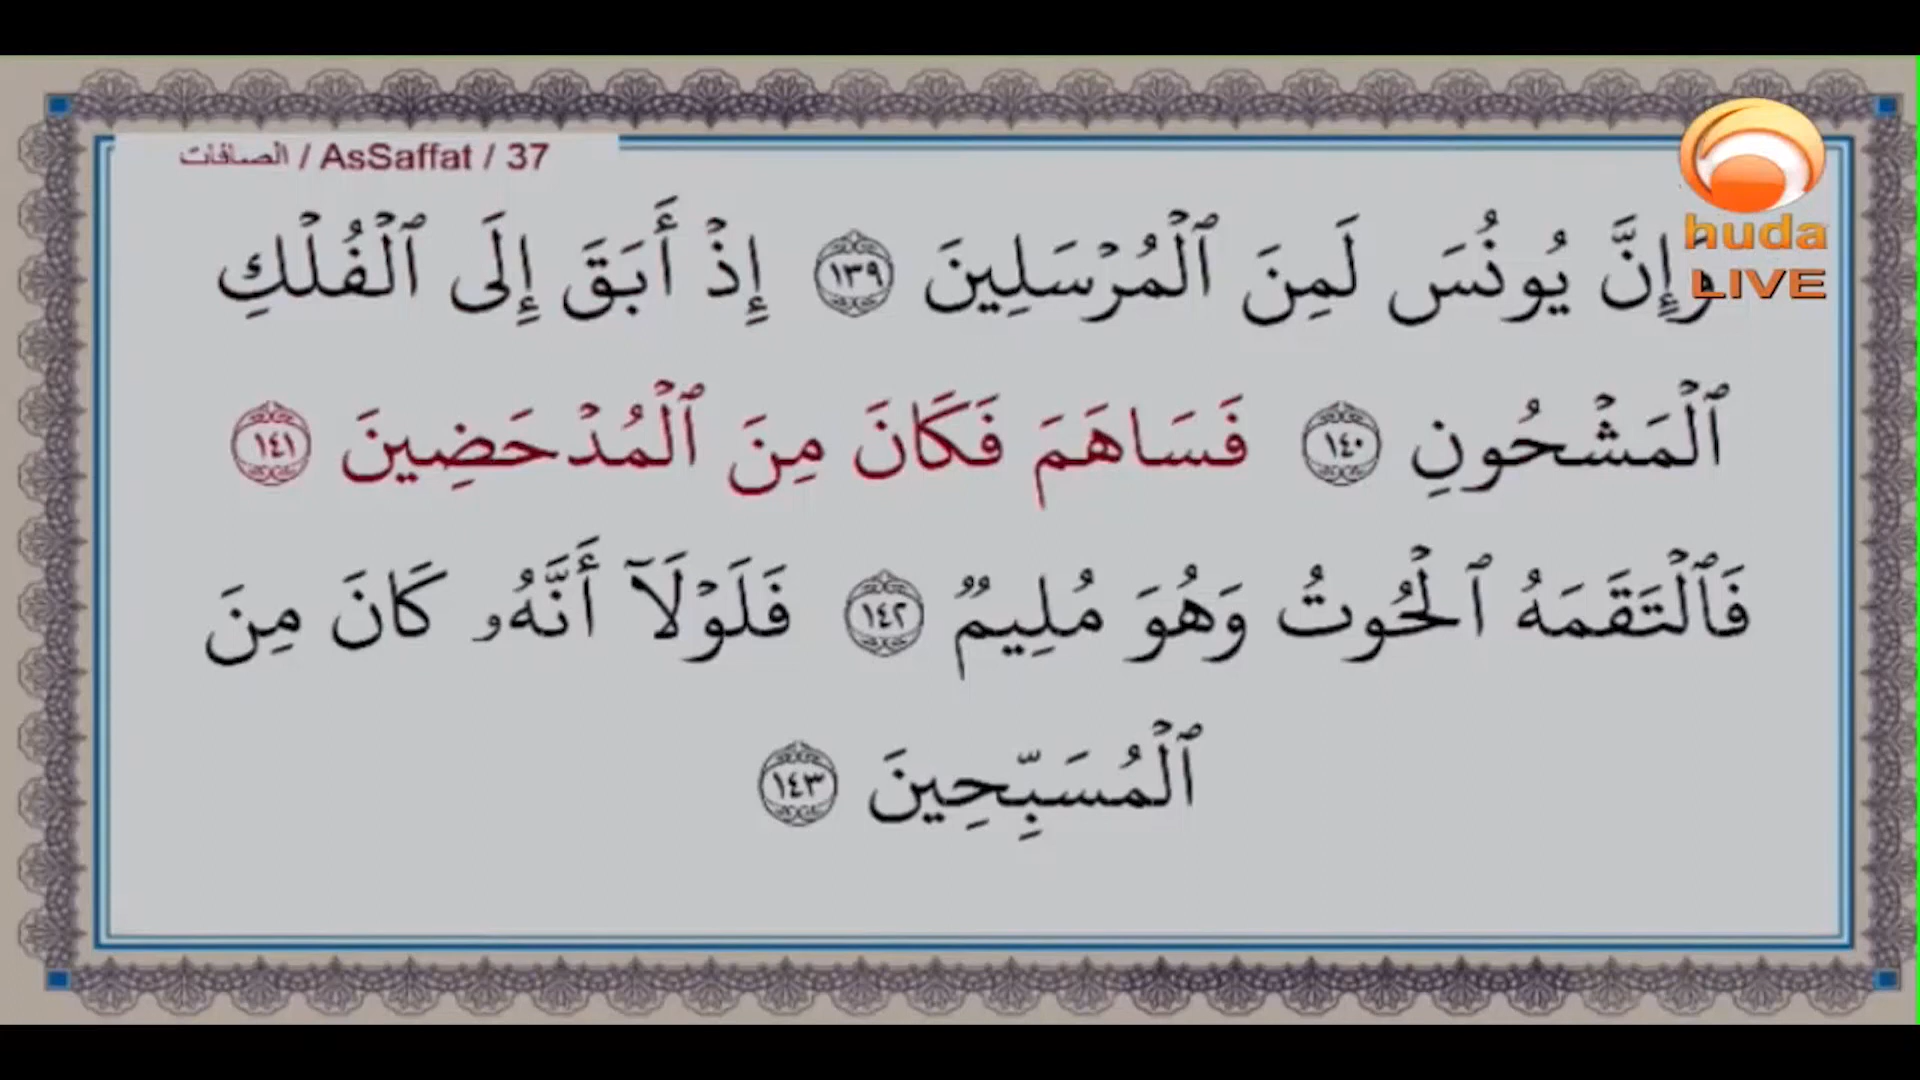 الصافات / AsSaffat / 37
huda
LIVE
وَإِنَّ يُونُسَ لَمِنَ ٱلْمُرْسَلِينَ ١٣٩ إِذْ أَبَقَ إِلَى ٱلْفُلْكِ
ٱلْمَشْحُونِ ١٤٠ فَسَاهَمَ فَكَانَ مِنَ ٱلْمُدْحَضِينَ ١٤١
فَٱلْتَقَمَهُ ٱلْحُوتُ وَهُوَ مُلِيمٌ ١٤٢ فَلَوْلَآ أَنَّهُۥ كَانَ مِنَ
ٱلْمُسَبِّحِينَ ١٤٣